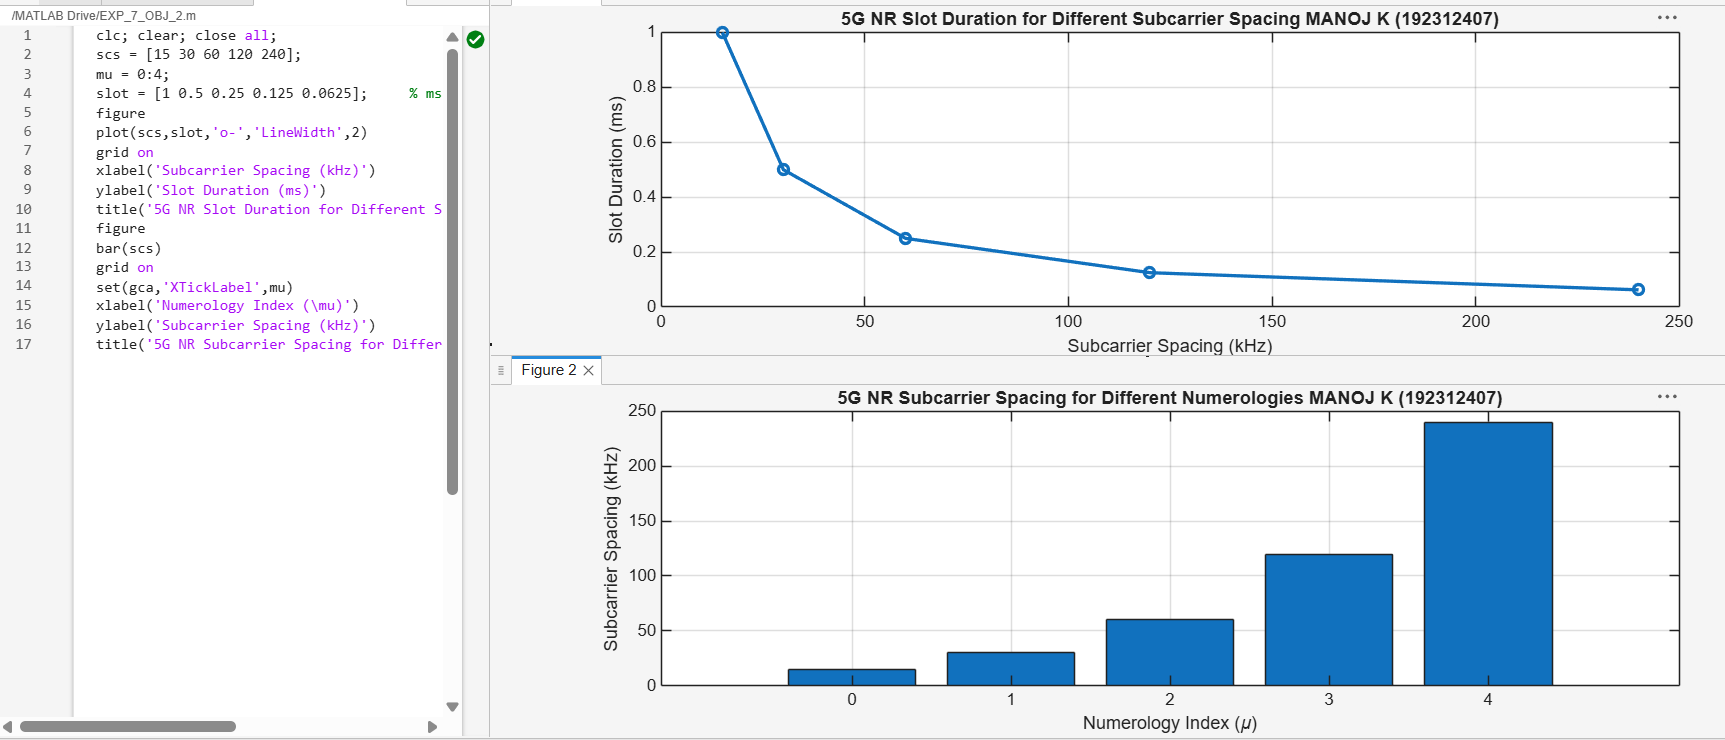 /MATLAB Drive/EXP_7_OBJ_2.m
1 clc; clear; close all;
2 scs = [15 30 60 120 240];
3 mu = 0:4;
4 slot = [1 0.5 0.25 0.125 0.0625]; % ms
5 figure
6 plot(scs,slot,'o-','LineWidth',2)
7 grid on
8 xlabel('Subcarrier Spacing (kHz)')
9 ylabel('Slot Duration (ms)')
10 title('5G NR Slot Duration for Different S
11 figure
12 bar(scs)
13 grid on
14 set(gca,'XTickLabel',mu)
15 xlabel('Numerology Index (\mu)')
16 ylabel('Subcarrier Spacing (kHz)')
17 title('5G NR Subcarrier Spacing for Differ
5G NR Slot Duration for Different Subcarrier Spacing MANOJ K (192312407)
Slot Duration (ms)
1
0.8
0.6
0.4
0.2
0
0 50 100 150 200 250
Subcarrier Spacing (kHz)
Figure 2
5G NR Subcarrier Spacing for Different Numerologies MANOJ K (192312407)
Subcarrier Spacing (kHz)
250
200
150
100
50
0
0 1 2 3 4
Numerology Index (μ)